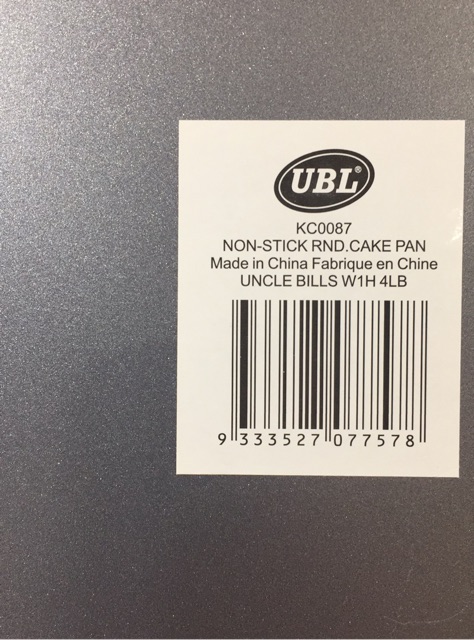 UBL®
KC0087
NON-STICK RND.CAKE PAN
Made in China Fabrique en Chine
UNCLE BILLS W1H 4LB
9 333527 077578